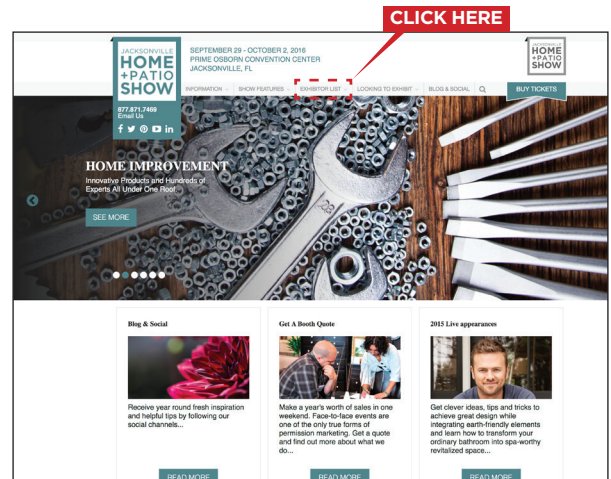 CLICK HERE
JACKSONVILLE
HOME
+PATIO
SHOW
SEPTEMBER 29 - OCTOBER 2, 2016
PRIME OSBORN CONVENTION CENTER
JACKSONVILLE, FL
JACKSONVILLE
HOME
+PATIO
SHOW
INFORMATION
SHOW FEATURES
EXHIBITOR LIST
LOOKING TO EXHIBIT
BLOG & SOCIAL
BUY TICKETS
877.871.7469
Email Us
HOME IMPROVEMENT
Innovative Products and Hundreds of
Experts All Under One Roof.
SEE MORE
28
Blog & Social
Receive year round fresh inspiration
and helpful tips by following our
social channels...
READ MORE
Get A Booth Quote
Make a year's worth of sales in one
weekend. Face-to-face events are
one of the only true forms of
permission marketing. Get a quote
and find out more about what we
do...
READ MORE
2015 Live appearances
Get clever ideas, tips and tricks to
achieve great design while
integrating earth-friendly elements
and learn how to transform your
ordinary bathroom into spa-worthy
revitalized space...
READ MORE